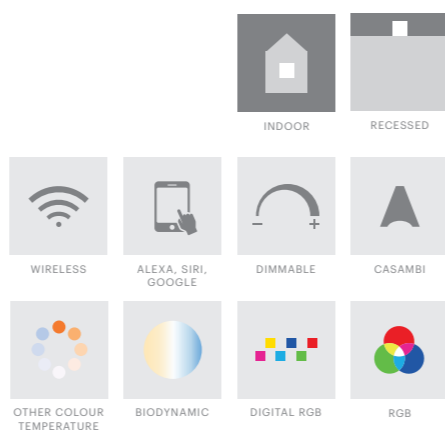 INDOOR
RECESSED
WIRELESS
ALEXA, SIRI,
GOOGLE
DIMMABLE
CASAMBI
OTHER COLOUR
TEMPERATURE
BIODYNAMIC
DIGITAL RGB
RGB